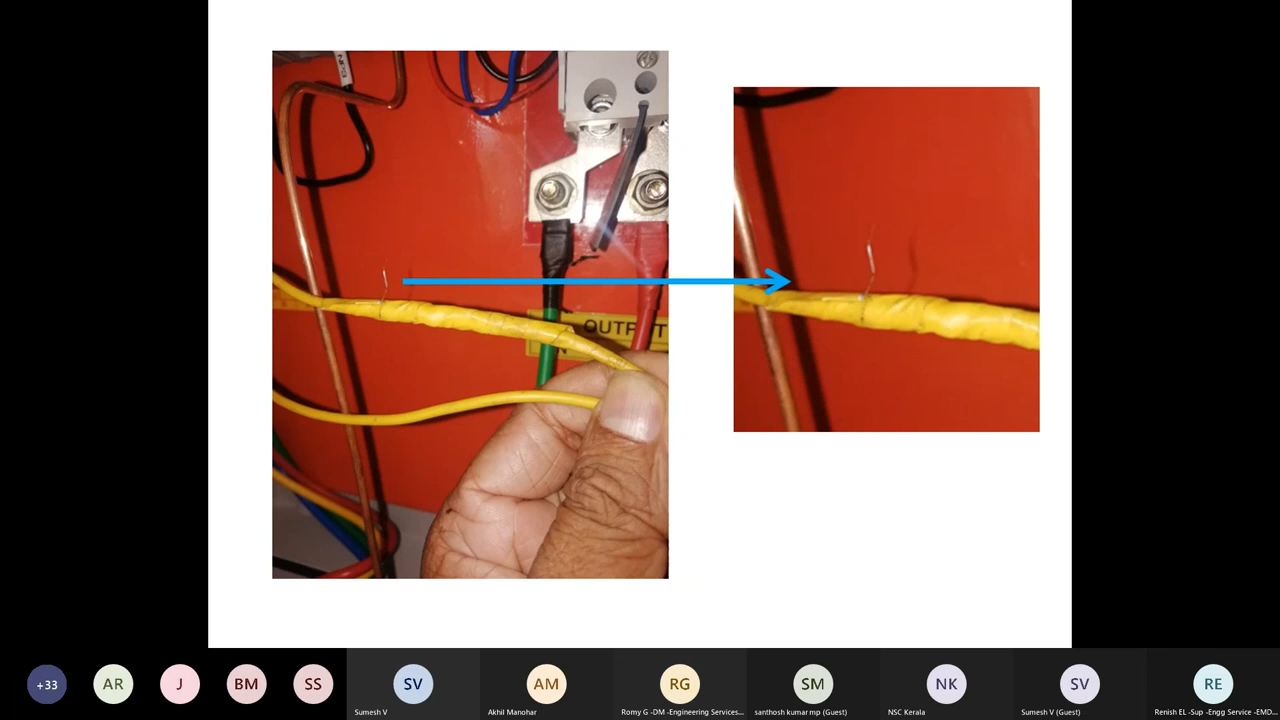 OUTPUT
N
+33
AR
J
BM
SS
SV
AM
RG
SM
NK
SV
RE
Sumesh V
Akhil Manohar
Romy G -DM -Engineering Services...
santhosh kumar mp (Guest)
NSC Kerala
Sumesh V (Guest)
Renish EL -Sup -Engg Service -EMD...